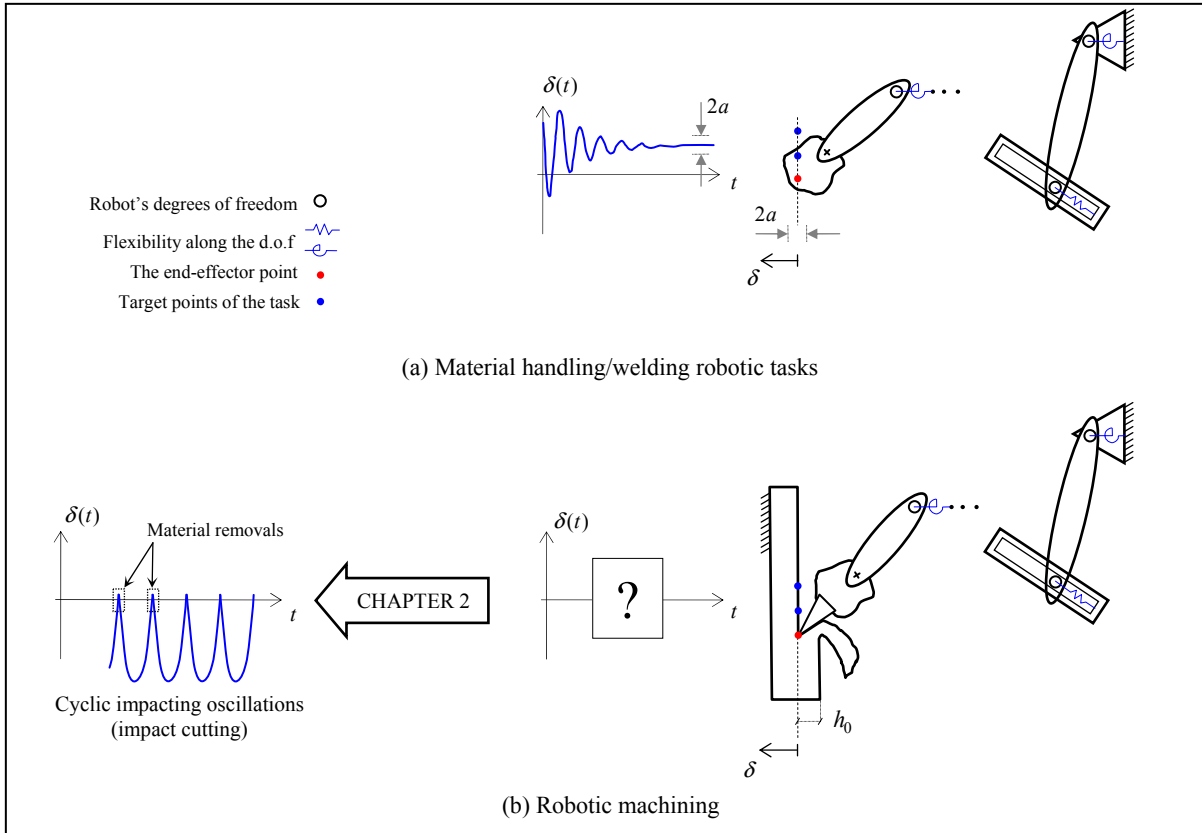 δ(t)
2a
t
2a
δ
Robot's degrees of freedom
Flexibility along the d.o.f
The end-effector point
Target points of the task
(a) Material handling/welding robotic tasks
δ(t)
Material removals
t
Cyclic impacting oscillations
(impact cutting)
CHAPTER 2
δ(t)
?
t
h₀
δ
(b) Robotic machining